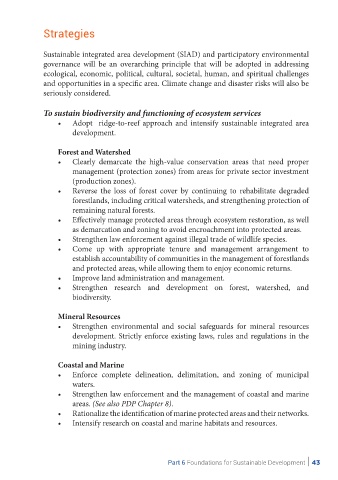 Strategies
Sustainable integrated area development (SIAD) and participatory environmental
governance will be an overarching principle that will be adopted in addressing
ecological, economic, political, cultural, societal, human, and spiritual challenges
and opportunities in a specific area. Climate change and disaster risks will also be
seriously considered.
To sustain biodiversity and functioning of ecosystem services
• Adopt ridge-to-reef approach and intensify sustainable integrated area
development.
Forest and Watershed
• Clearly demarcate the high-value conservation areas that need proper
management (protection zones) from areas for private sector investment
(production zones).
• Reverse the loss of forest cover by continuing to rehabilitate degraded
forestlands, including critical watersheds, and strengthening protection of
remaining natural forests.
• Effectively manage protected areas through ecosystem restoration, as well
as demarcation and zoning to avoid encroachment into protected areas.
• Strengthen law enforcement against illegal trade of wildlife species.
• Come up with appropriate tenure and management arrangement to
establish accountability of communities in the management of forestlands
and protected areas, while allowing them to enjoy economic returns.
• Improve land administration and management.
• Strengthen research and development on forest, watershed, and
biodiversity.
Mineral Resources
• Strengthen environmental and social safeguards for mineral resources
development. Strictly enforce existing laws, rules and regulations in the
mining industry.
Coastal and Marine
• Enforce complete delineation, delimitation, and zoning of municipal
waters.
• Strengthen law enforcement and the management of coastal and marine
areas. (See also PDP Chapter 8).
• Rationalize the identification of marine protected areas and their networks.
• Intensify research on coastal and marine habitats and resources.
Part 6 Foundations for Sustainable Development | 43